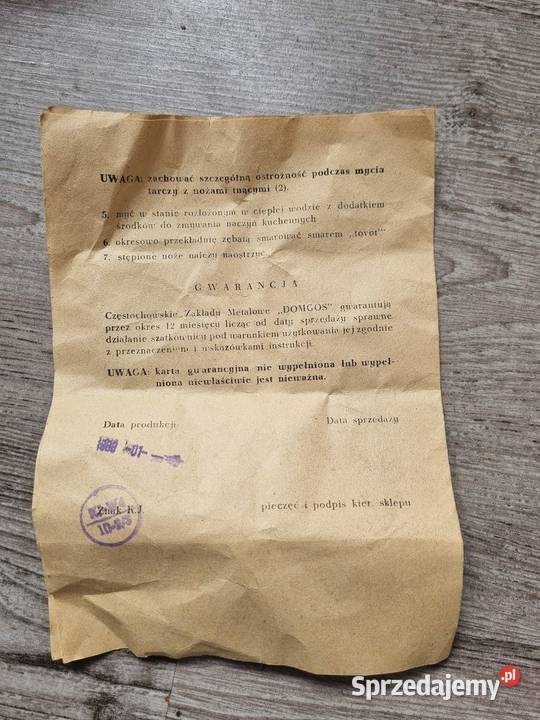 UWAGA: zachować szczególną ostrożność podczas mycia
tarczy z nożami tnącymi (2).
5. myć w stanie rozłożonym w ciepłej wodzie z dodatkiem
środków do zmywania naczyń kuchennych
6. okresowo przekładnię zębatą smarować smarem „tovot”
7. stępione noże należy naostrzyć.
GWARANCJA
Częstochowskie Zakłady Metalowe „DOMGOS” gwarantują
przez okres 12 miesięcy licząc od daty sprzedaży sprawne
działanie szatkownicy pod warunkiem użytkowania jej zgodnie
z przeznaczeniem i wskazówkami instrukcji.
UWAGA: karta gwarancyjna nie wypełniona lub wypeł-
niona niewłaściwie jest nieważna.
Data produkcji
Data sprzedaży
Znak K.J.
pieczęć i podpis kier. sklepu
Sprzedajemy.pl